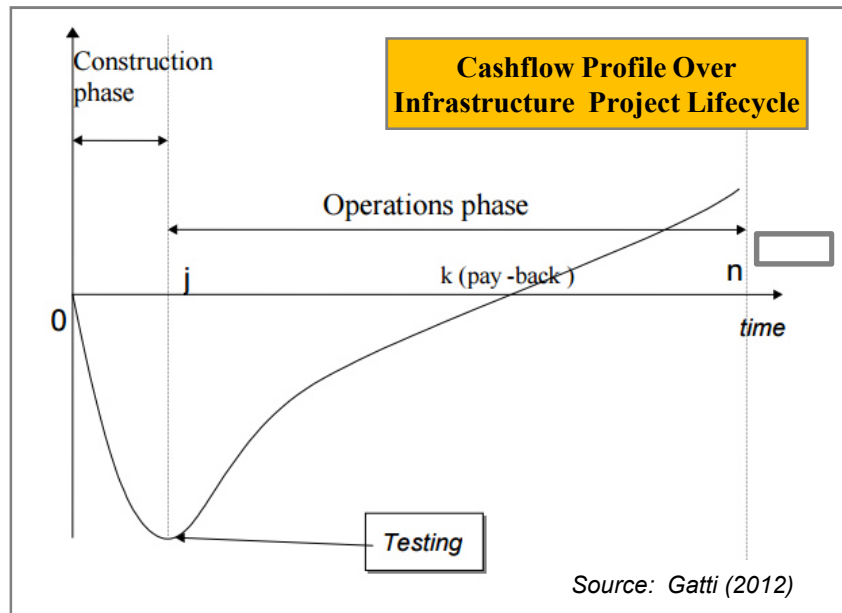 Construction
phase
Cashflow Profile Over
Infrastructure Project Lifecycle
Operations phase
j
k (pay -back )
n
0
time
Testing
Source: Gatti (2012)